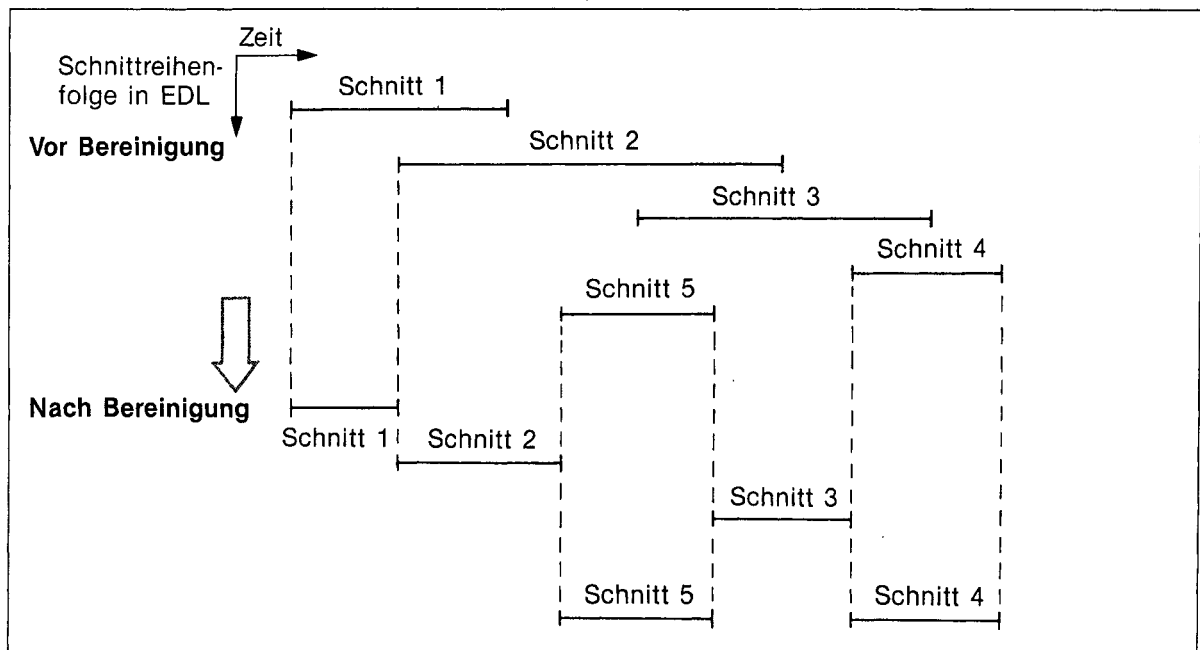 Zeit
Schnittreihen-
folge in EDL
Schnitt 1
Vor Bereinigung
Schnitt 2
Schnitt 3
Schnitt 4
Schnitt 5
Nach Bereinigung
Schnitt 1
Schnitt 2
Schnitt 3
Schnitt 5
Schnitt 4